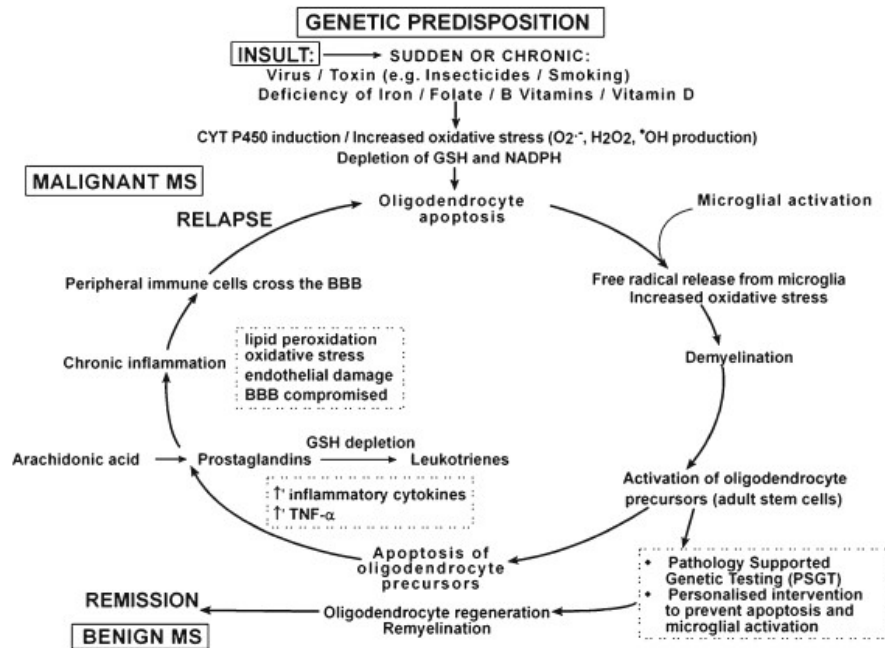 GENETIC PREDISPOSITION
INSULT:
SUDDEN OR CHRONIC:
Virus / Toxin (e.g. Insecticides / Smoking)
Deficiency of Iron / Folate / B Vitamins / Vitamin D
CYT P450 induction / Increased oxidative stress (O2·-, H2O2, •OH production)
Depletion of GSH and NADPH
MALIGNANT MS
RELAPSE
Oligodendrocyte
apoptosis
Microglial activation
Peripheral immune cells cross the BBB
Free radical release from microglia
Increased oxidative stress
Chronic inflammation
lipid peroxidation
oxidative stress
endothelial damage
BBB compromised
Demyelination
Arachidonic acid
Prostaglandins
GSH depletion
Leukotrienes
↑ inflammatory cytokines
↑ TNF-α
Activation of oligodendrocyte
precursors (adult stem cells)
Apoptosis of
oligodendrocyte
precursors
◆ Pathology Supported
Genetic Testing (PSGT)
◆ Personalised intervention
to prevent apoptosis and
microglial activation
REMISSION
BENIGN MS
Oligodendrocyte regeneration
Remyelination